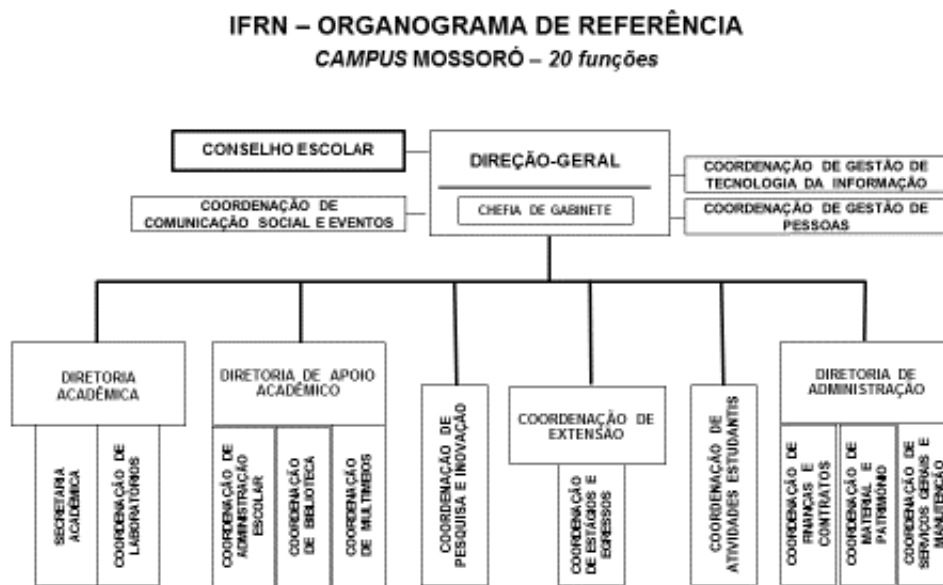 IFRN – ORGANOGRAMA DE REFERÊNCIA
CAMPUS MOSSORÓ – 20 funções
CONSELHO ESCOLAR
DIREÇÃO-GERAL
COORDENAÇÃO DE GESTÃO DE
TECNOLOGIA DA INFORMAÇÃO
COORDENAÇÃO DE
COMUNICAÇÃO SOCIAL E EVENTOS
CHEFIA DE GABINETE
COORDENAÇÃO DE GESTÃO DE
PESSOAS
DIRETORIA
ACADÊMICA
SECRETARIA
ACADÊMICA
COORDENAÇÃO DE
LABORATÓRIOS
DIRETORIA DE APOIO
ACADÊMICO
COORDENAÇÃO DE
ADMINISTRAÇÃO
ESCOLAR
COORDENAÇÃO
DE BIBLIOTECA
COORDENAÇÃO
DE MULTIMEIOS
COORDENAÇÃO DE
PESQUISA E INOVAÇÃO
COORDENAÇÃO DE
EXTENSÃO
COORDENAÇÃO
DE ESTÁGIOS E
EGRESSOS
COORDENAÇÃO DE
ATIVIDADES ESTUDANTIS
DIRETORIA DE
ADMINISTRAÇÃO
COORDENAÇÃO DE
FINANÇAS E
CONTRATOS
COORDENAÇÃO DE
MATERIAL E
PATRIMÔNIO
COORDENAÇÃO DE
SERVIÇOS GERAIS E
MANUTENÇÃO